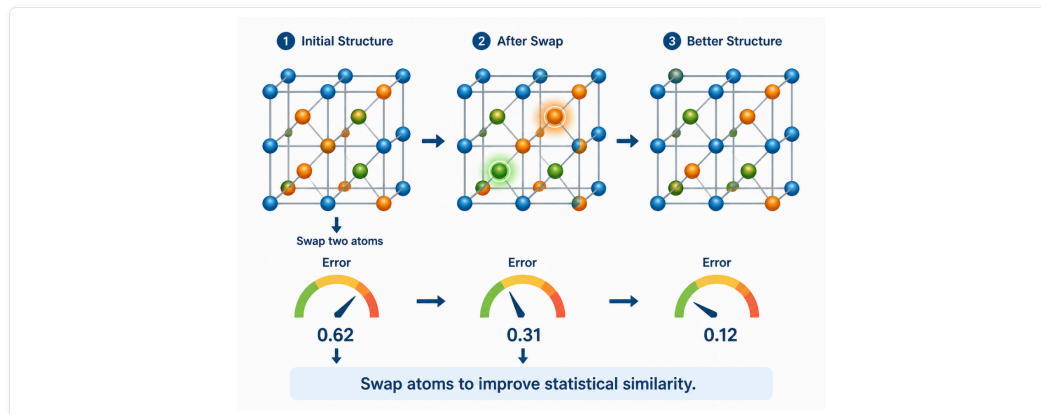 1 Initial Structure
2 After Swap
3 Better Structure
Swap two atoms
Error
Error
Error
0.62
0.31
0.12
Swap atoms to improve statistical similarity.